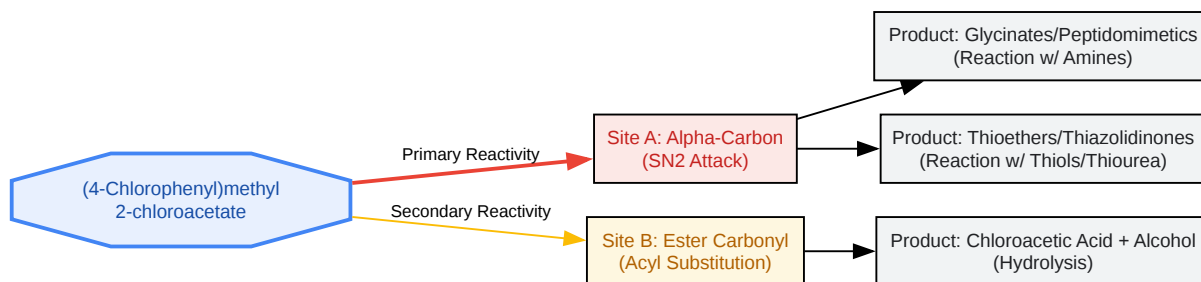 (4-Chlorophenyl)methyl
2-chloroacetate
Primary Reactivity
Secondary Reactivity
Site A: Alpha-Carbon
(SN2 Attack)
Site B: Ester Carbonyl
(Acyl Substitution)
Product: Glycinates/Peptidomimetics
(Reaction w/ Amines)
Product: Thioethers/Thiazolidinones
(Reaction w/ Thiols/Thiourea)
Product: Chloroacetic Acid + Alcohol
(Hydrolysis)